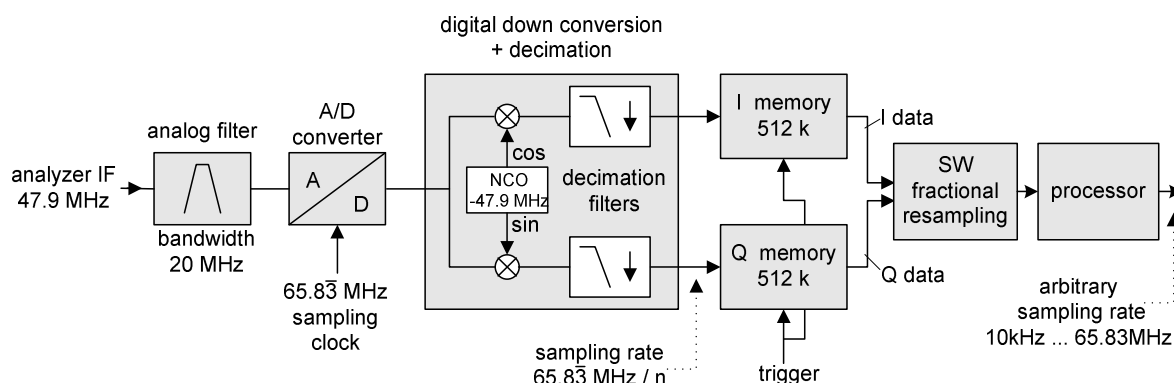 digital down conversion
+ decimation
analog filter
A/D
converter
analyzer IF
47.9 MHz
A
D
bandwidth
20 MHz
65.83̅ MHz
sampling
clock
cos
NCO
-47.9 MHz
sin
decimation
filters
I memory
512 k
Q memory
512 k
I data
Q data
SW
fractional
resampling
processor
sampling rate
65.83̅ MHz / n
trigger
arbitrary
sampling rate
10kHz ... 65.83MHz